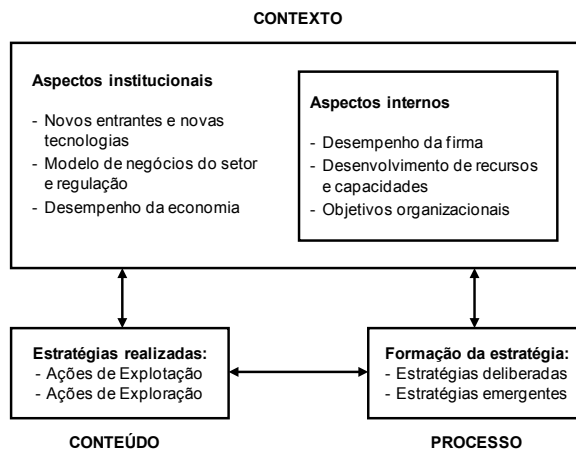 CONTEXTO
Aspectos institucionais
- Novos entrantes e novas
tecnologias
- Modelo de negócios do setor
e regulação
- Desempenho da economia
Aspectos internos
- Desempenho da firma
- Desenvolvimento de recursos
e capacidades
- Objetivos organizacionais
Estratégias realizadas:
- Ações de Explotação
- Ações de Exploração
Formação da estratégia:
- Estratégias deliberadas
- Estratégias emergentes
CONTEÚDO
PROCESSO